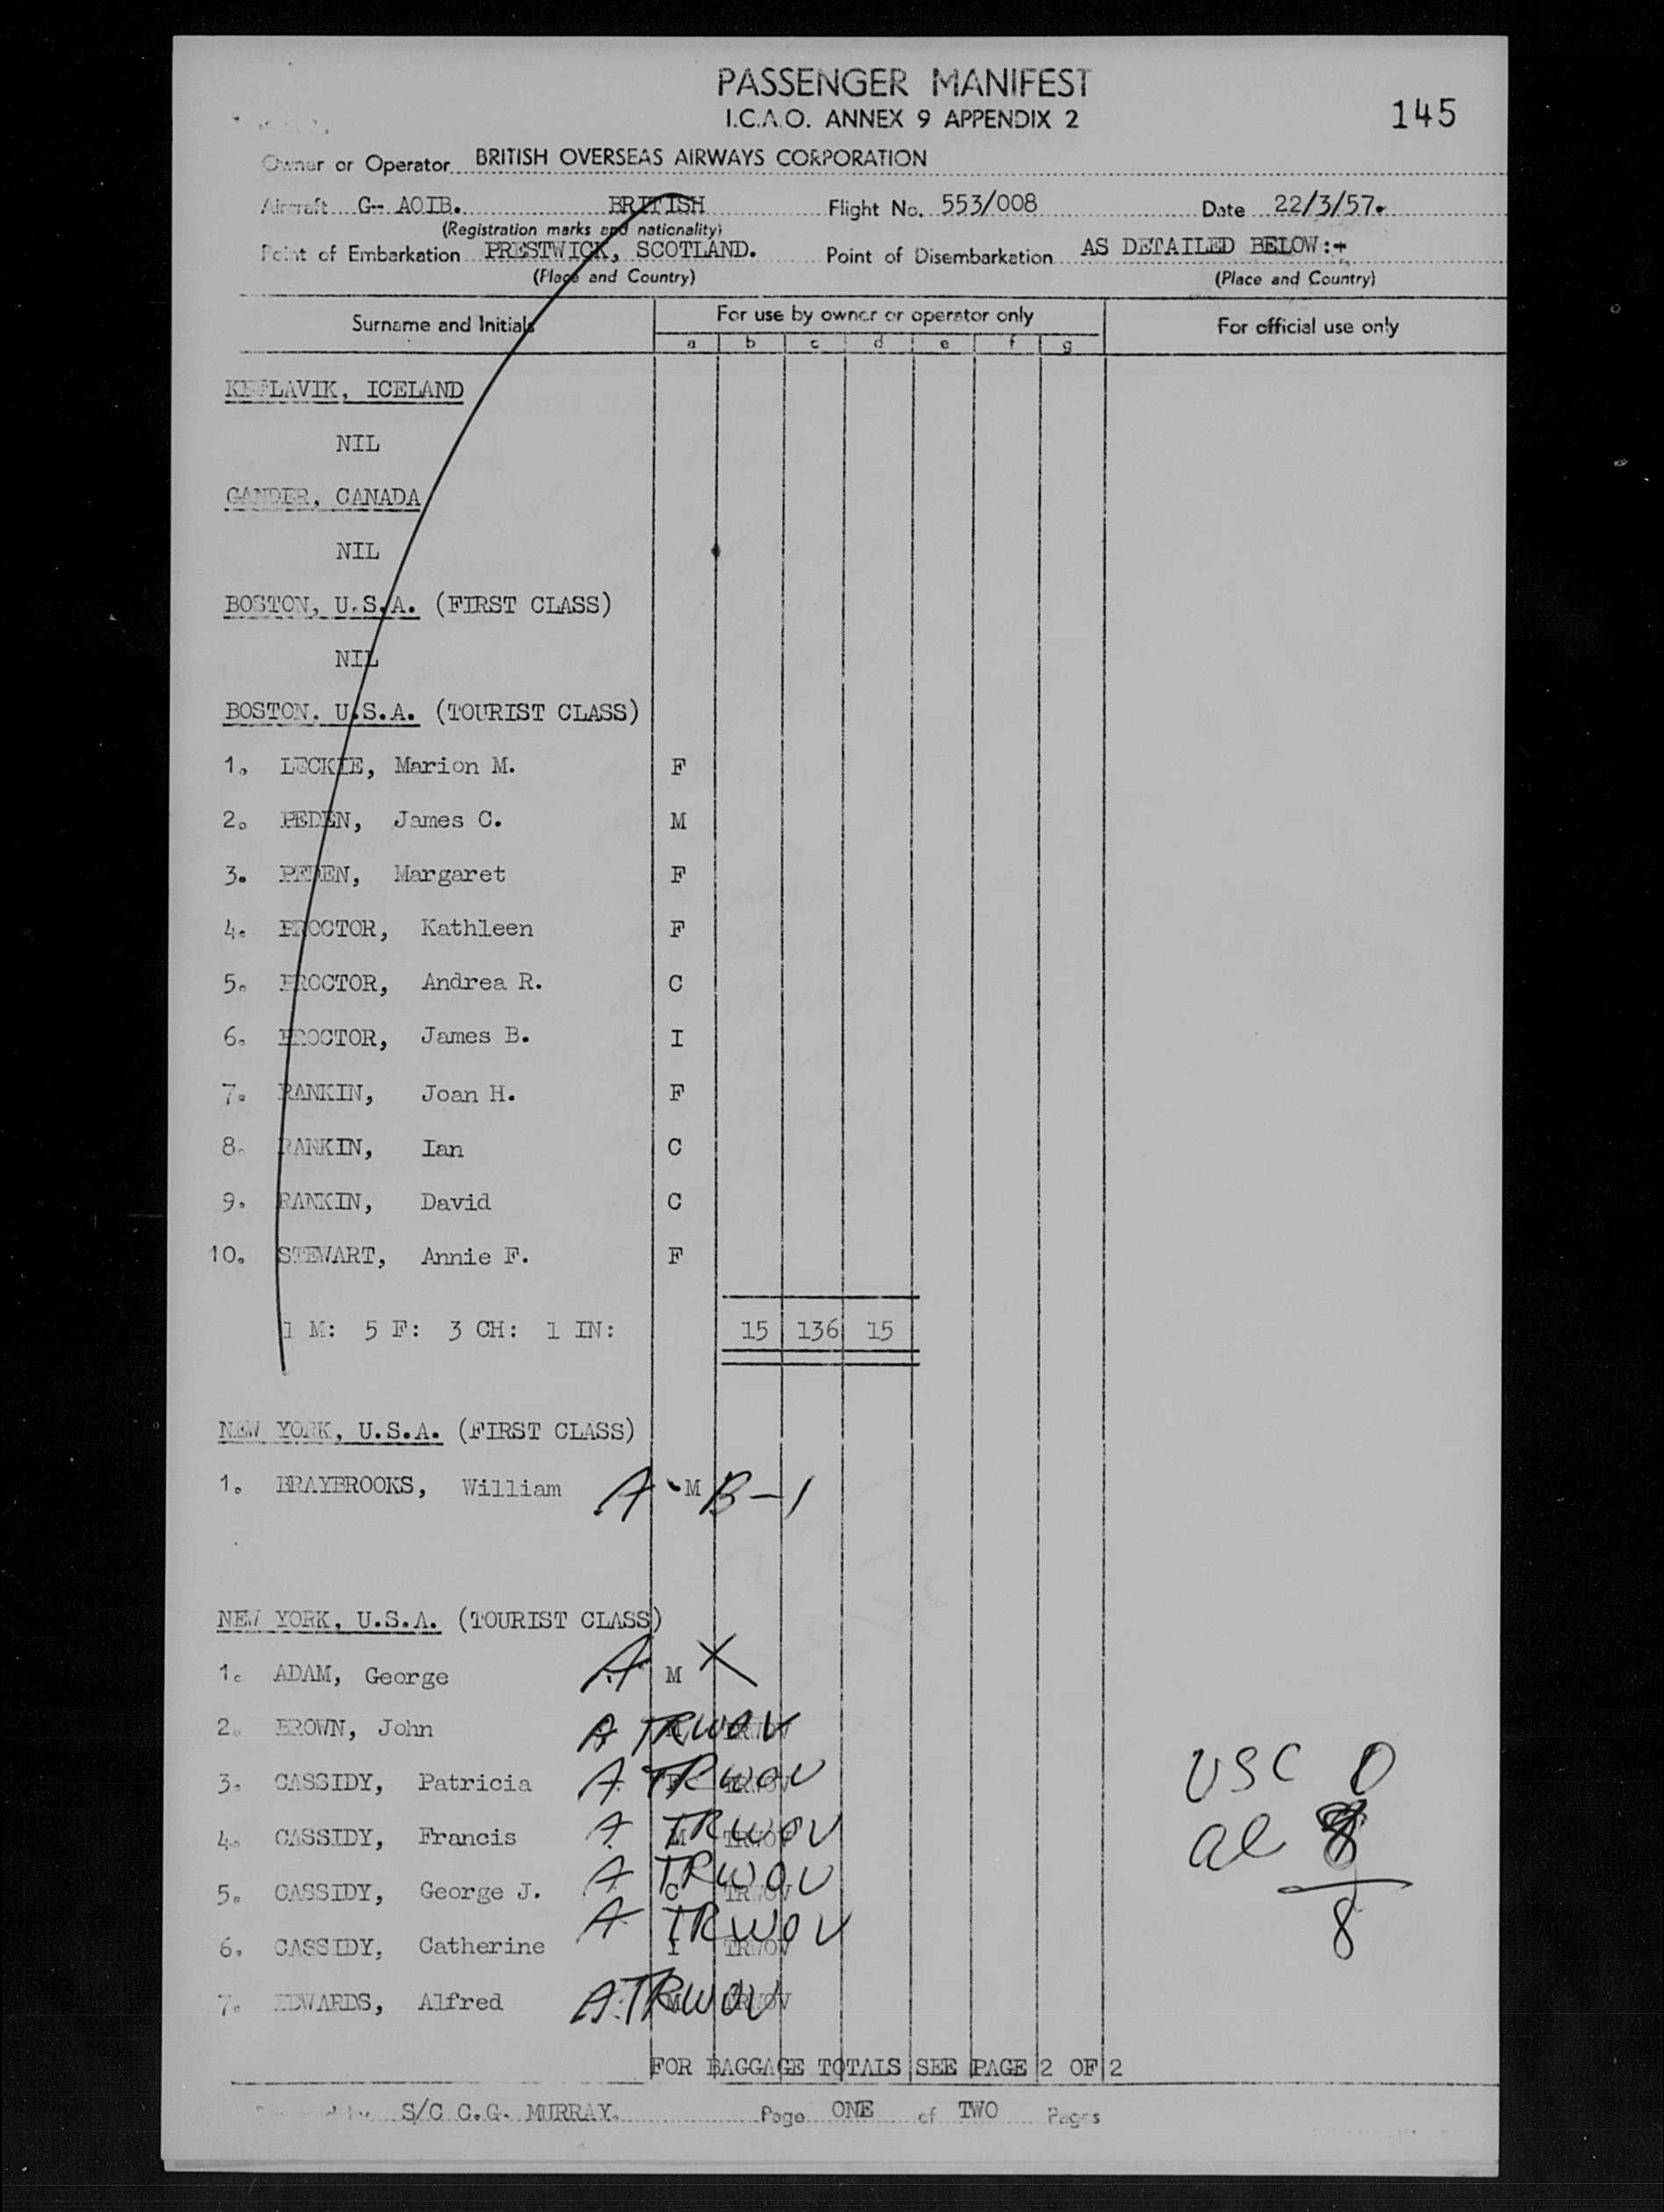 PASSENGER MANIFEST
I.C.A.O. ANNEX 9 APPENDIX 2
145
Owner or Operator BRITISH OVERSEAS AIRWAYS CORPORATION
Aircraft G- AOIB. BRITISH Flight No. 553/008 Date 22/3/57.
(Registration marks and nationality)
Point of Embarkation PRESTWICK, SCOTLAND. Point of Disembarkation AS DETAILED BELOW:-
(Place and Country) (Place and Country)
Surname and Initials For use by owner or operator only For official use only
a b c d e f g
KEFLAVIK, ICELAND
NIL
GANDER, CANADA
NIL
BOSTON, U.S.A. (FIRST CLASS)
NIL
BOSTON. U.S.A. (TOURIST CLASS)
1. LECKIE, Marion M. F
2. PEDEN, James C. M
3. PEDEN, Margaret F
4. PROCTOR, Kathleen F
5. PROCTOR, Andrea R. C
6. PROCTOR, James B. I
7. RANKIN, Joan H. F
8. RANKIN, Ian C
9. RANKIN, David C
10. STEWART, Annie F. F
1 M: 5 F: 3 CH: 1 IN: 15 136 15
NEW YORK, U.S.A. (FIRST CLASS)
1. BRAYBROOKS, William A M B-1
NEW YORK, U.S.A. (TOURIST CLASS)
1. ADAM, George A M X
2. BROWN, John A TRWOV TRWOV
3. CASSIDY, Patricia A F TRWOV TRWOV
USC 0
4. CASSIDY, Francis A M TRWOV TRWOV
al 8
5. CASSIDY, George J. A C TRWOV TRWOV
8
6. CASSIDY, Catherine A I TRWOV TRWOV
7. EDWARDS, Alfred A M TRWOV TRWOV
FOR BAGGAGE TOTALS SEE PAGE 2 OF 2
S/C C.G. MURRAY. Page ONE of TWO Pages